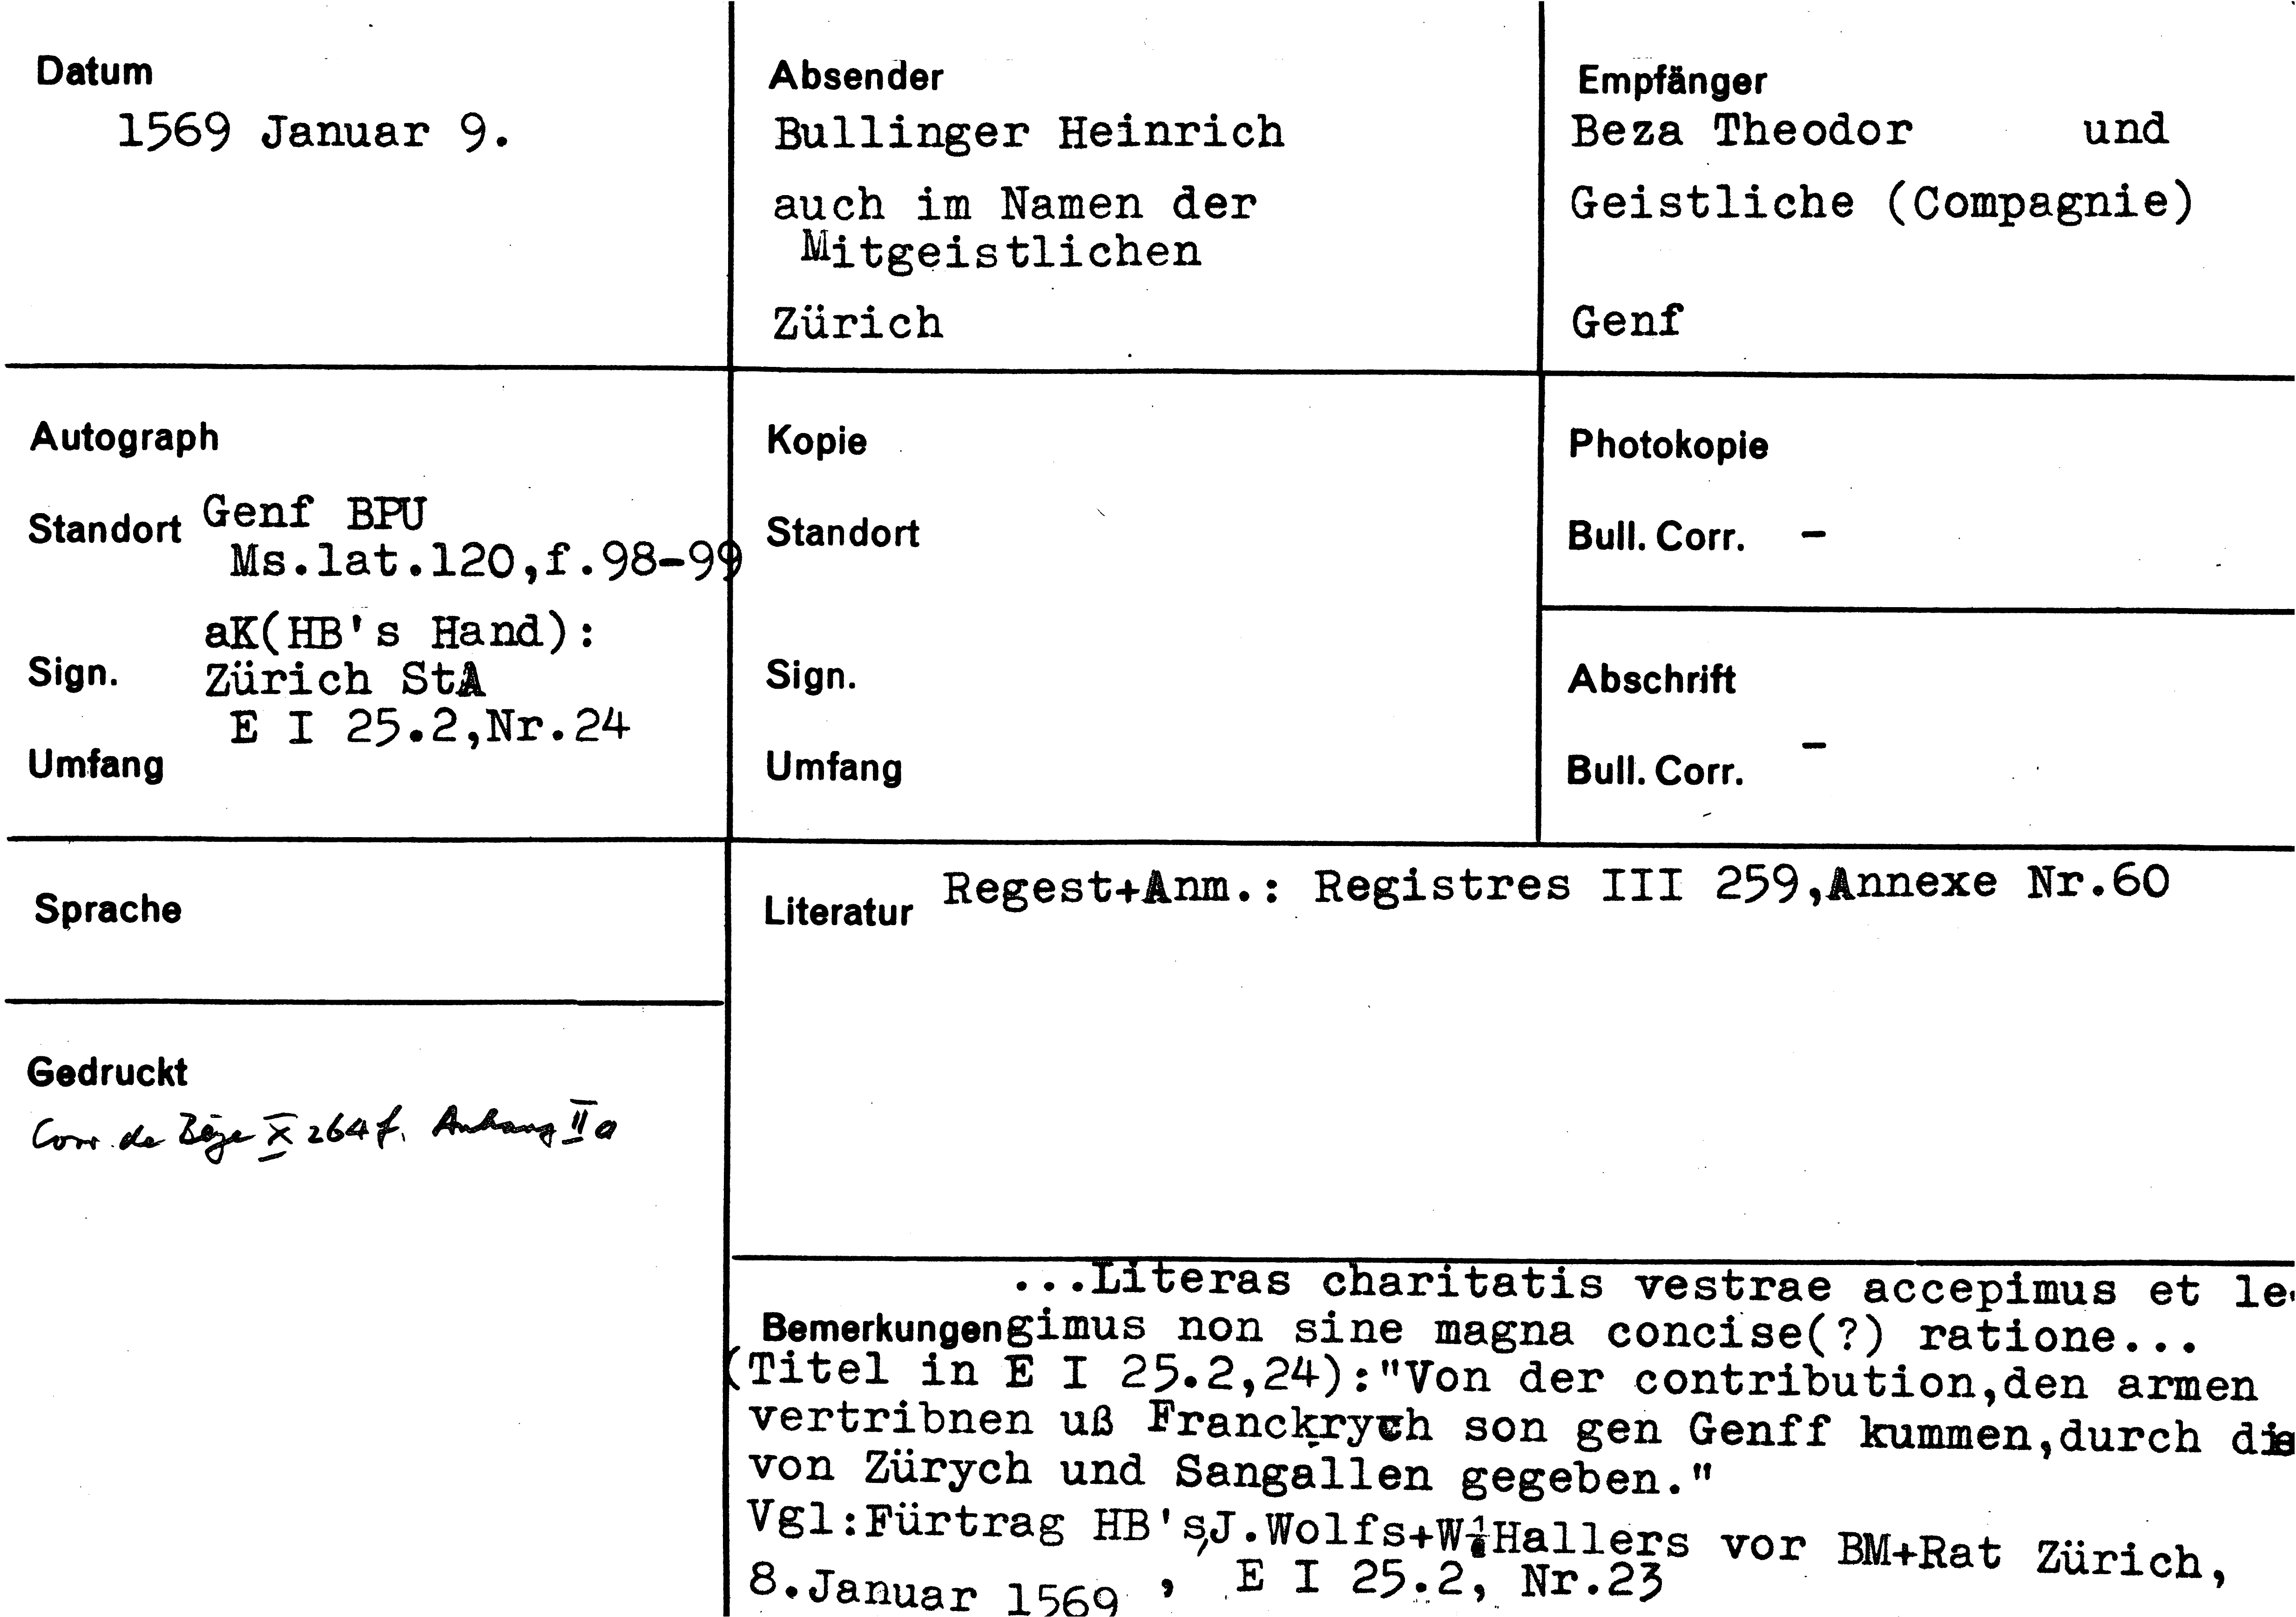 Datum
1569 Januar 9.
Absender
Bullinger Heinrich
auch im Namen der
Mitgeistlichen
Zürich
Empfänger
Beza Theodor und
Geistliche (Compagnie)
Genf
Autograph
Standort Genf BPU
Ms.lat.120,f.98-99
aK(HB's Hand):
Sign. Zürich StA
E I 25.2,Nr.24
Umfang
Kopie
Standort
Sign.
Umfang
Photokopie
Bull. Corr. -
Abschrift
Bull. Corr. -
Sprache
Literatur Regest+Anm.: Registres III 259,Annexe Nr.60
Gedruckt
Corr. de Bèze X 264 f. Anhang II a
...Literas charitatis vestrae accepimus et le-
Bemerkungen gimus non sine magna concise(?) ratione...
(Titel in E I 25.2,24):"Von der contribution,den armen
vertribnen uß Franckrych son gen Genff kummen,durch die
von Zürych und Sangallen gegeben."
Vgl:Fürtrag HB's,J.Wolfs+W.Hallers vor BM+Rat Zürich,
8.Januar 1569 , E I 25.2, Nr.23